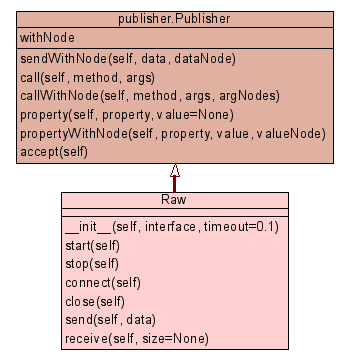 publisher.Publisher
withNode
sendWithNode(self, data, dataNode)
call(self, method, args)
callWithNode(self, method, args, argNodes)
property(self, property, value=None)
propertyWithNode(self, property, value, valueNode)
accept(self)
Raw
__init__(self, interface, timeout=0.1)
start(self)
stop(self)
connect(self)
close(self)
send(self, data)
receive(self, size=None)